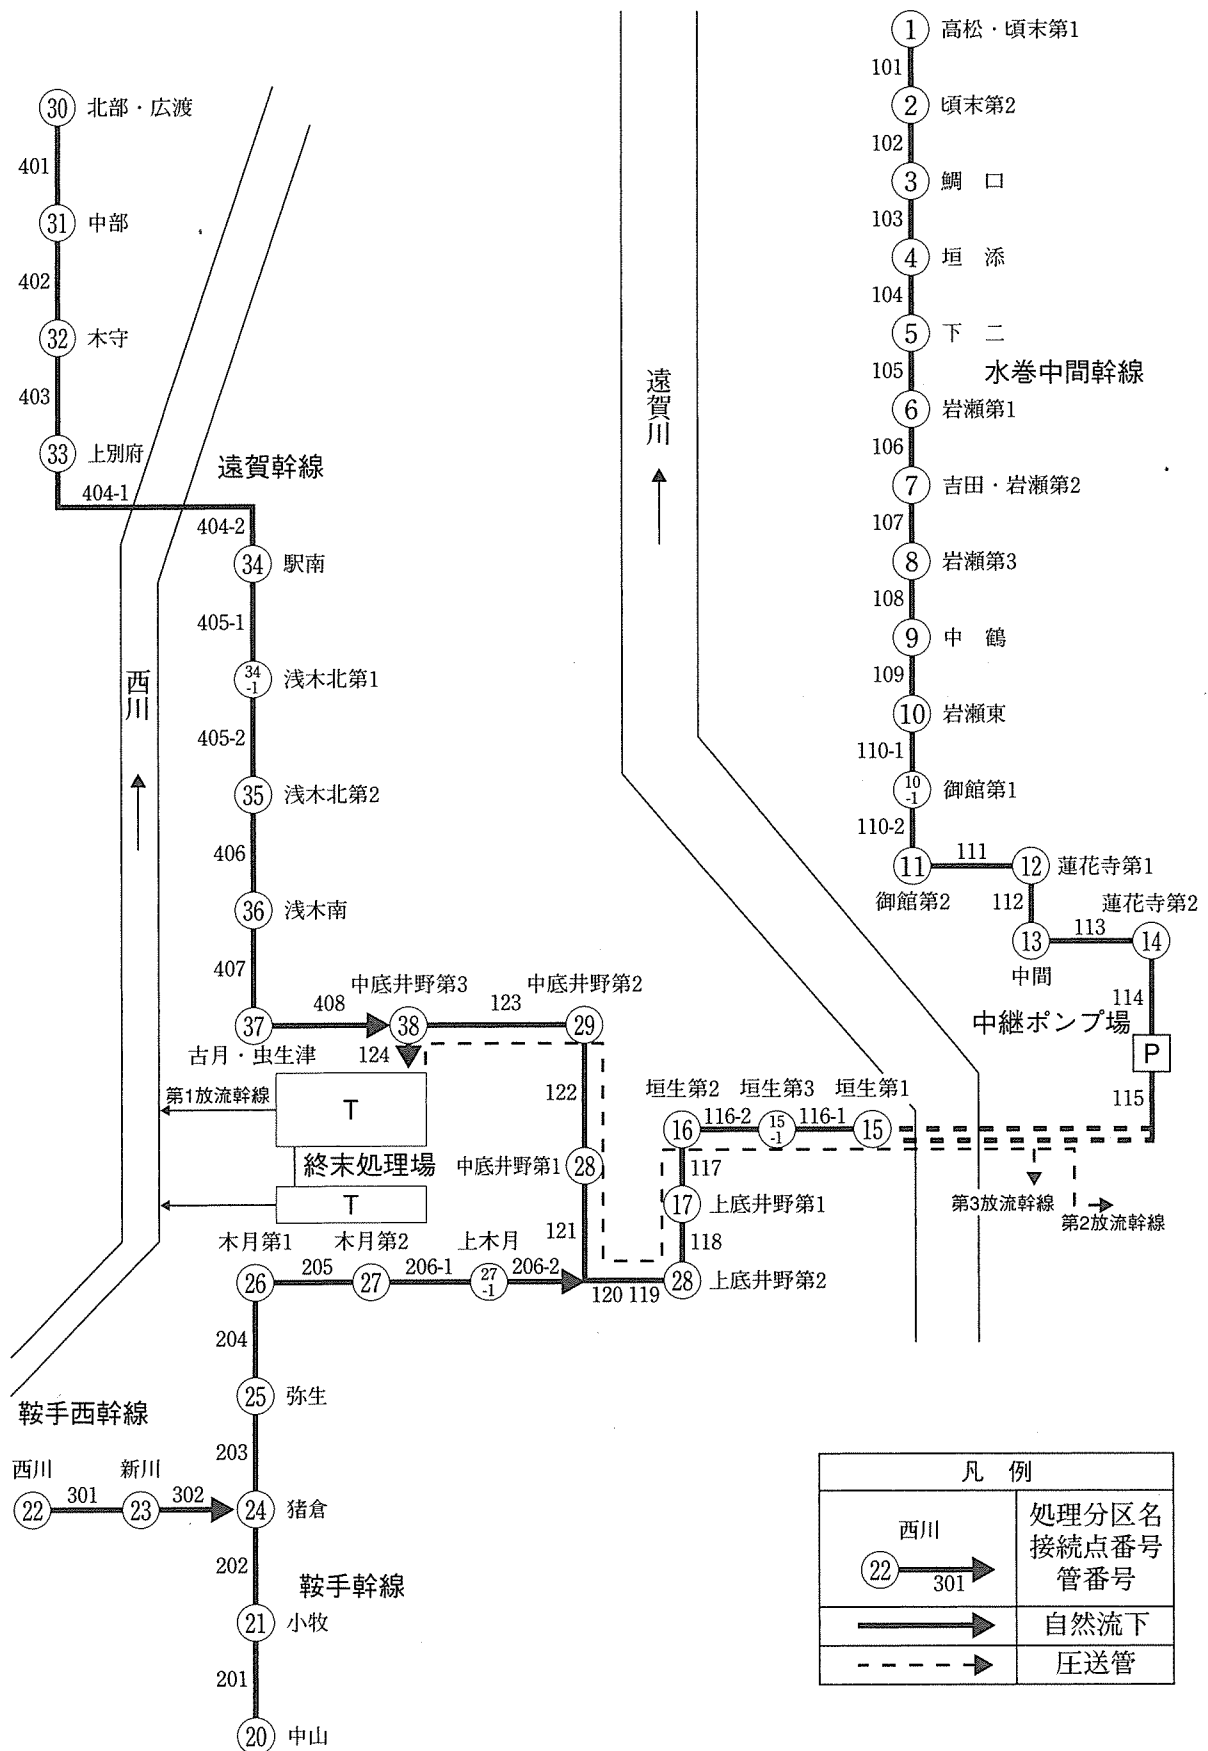 1 高松・頃末第1
101
2 頃末第2
102
3 鯛 口
103
4 垣 添
104
5 下 二
105
水巻中間幹線
6 岩瀬第1
106
7 吉田・岩瀬第2
107
8 岩瀬第3
108
9 中 鶴
109
10 岩瀬東
110-1
10-1 御館第1
110-2
11
御館第2
111
12 蓮花寺第1
112
13
中間
113
蓮花寺第2
14
114
中継ポンプ場
P
115
遠賀川
30 北部・広渡
401
31 中部
402
32 木守
403
33 上別府
404-1
遠賀幹線
404-2
34 駅南
405-1
34-1 浅木北第1
405-2
35 浅木北第2
406
36 浅木南
407
37
古月・虫生津
408
西川
中底井野第3
38
123
中底井野第2
29
124
122
第1放流幹線
T
終末処理場
T
中底井野第1 28
121
垣生第2
16
116-2
垣生第3
15-1
116-1
垣生第1
15
第3放流幹線
第2放流幹線
117
17 上底井野第1
118
28 上底井野第2
120 119
木月第1
26
205
木月第2
27
206-1
上木月
27-1
206-2
204
25 弥生
203
鞍手西幹線
西川
22
301
新川
23
302
24 猪倉
202
鞍手幹線
21 小牧
201
20 中山
凡 例
西川
22
301
処理分区名
接続点番号
管番号
自然流下
圧送管